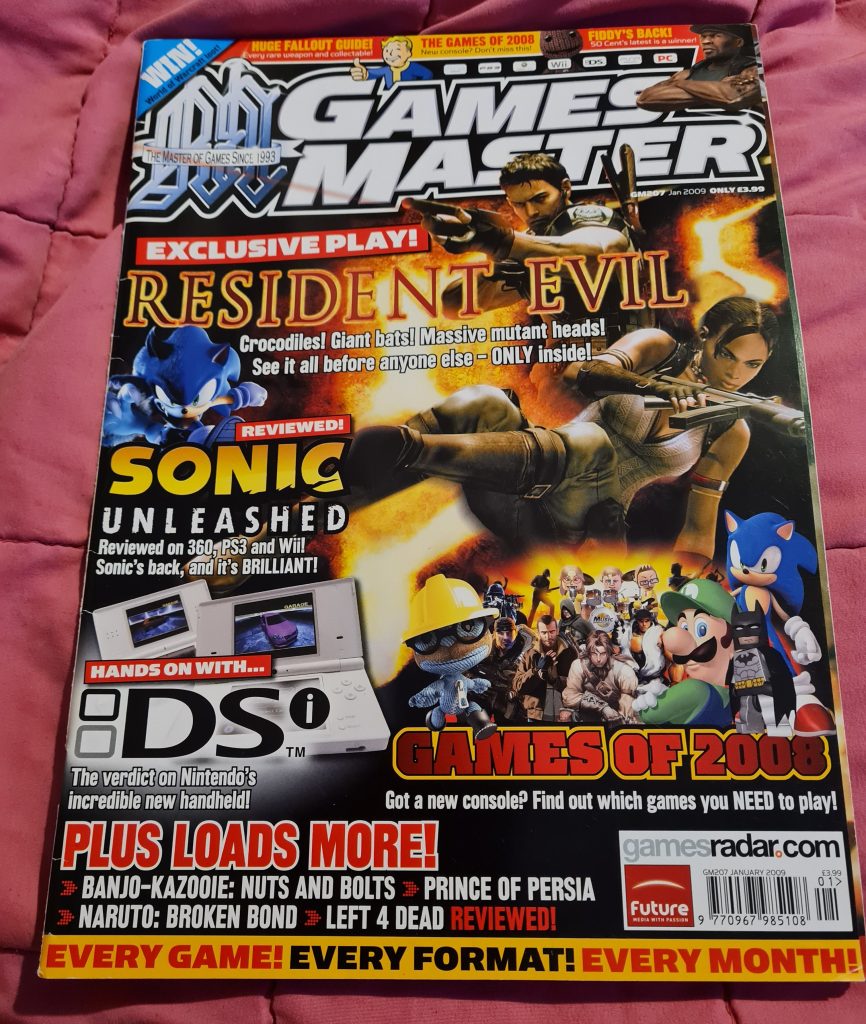 WIN!
World of Warcraft loot!
HUGE FALLOUT GUIDE!
Every rare weapon and collectable!
THE GAMES OF 2008
New console? Don't miss this!
FIDDY'S BACK!
50 Cent's latest is a winner!
PS3
Wii
DS
PC
GM
THE MASTER OF GAMES SINCE 1993
GAMES
MASTER
GM207 Jan 2009 ONLY £3.99
EXCLUSIVE PLAY!
RESIDENT EVIL
Crocodiles! Giant bats! Massive mutant heads!
See it all before anyone else – ONLY inside!
REVIEWED!
SONIC
UNLEASHED
Reviewed on 360, PS3 and Wii!
Sonic's back, and it's BRILLIANT!
GARAGE
HANDS ON WITH...
DSi
TM
The verdict on Nintendo's
incredible new handheld!
Music
GAMES OF 2008
Got a new console? Find out which games you NEED to play!
PLUS LOADS MORE!
BANJO-KAZOOIE: NUTS AND BOLTS PRINCE OF PERSIA
NARUTO: BROKEN BOND LEFT 4 DEAD REVIEWED!
gamesradar.com
GM207 JANUARY 2009 £3.99
01>
Future
MEDIA WITH PASSION
9 770967 985108
EVERY GAME! EVERY FORMAT! EVERY MONTH!